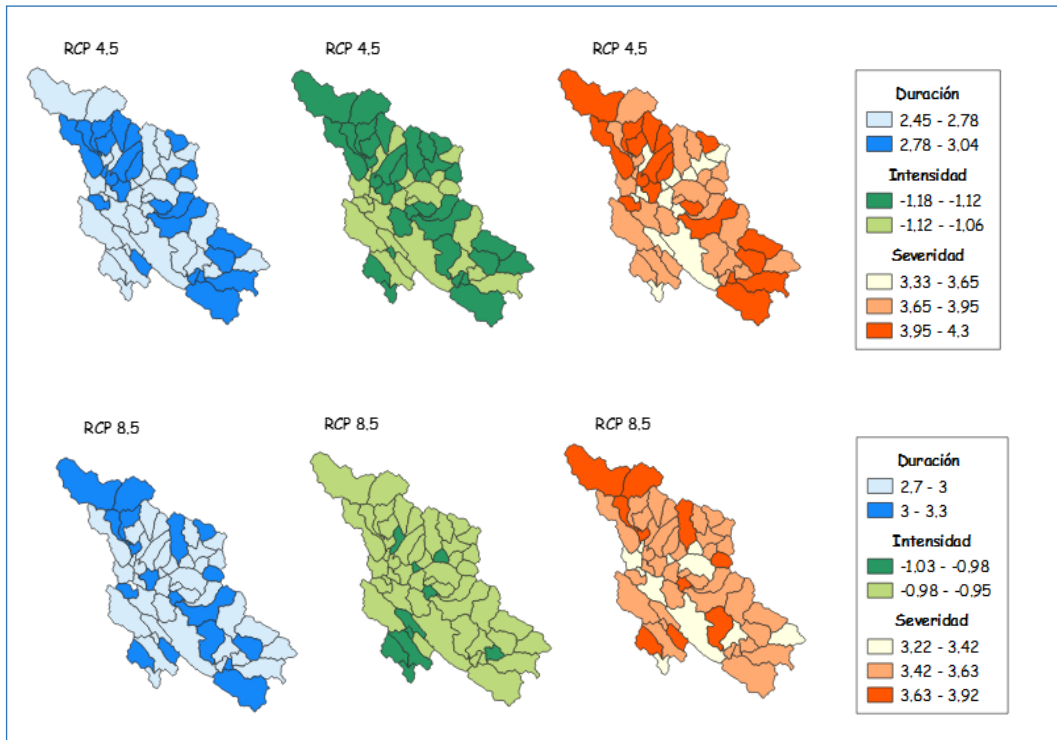 RCP 4,5
RCP 4,5
RCP 4,5
Duración
2,45 - 2,78
2,78 - 3,04
Intensidad
-1,18 - -1,12
-1,12 - -1,06
Severidad
3,33 - 3,65
3,65 - 3,95
3,95 - 4,3
RCP 8,5
RCP 8,5
RCP 8,5
Duración
2,7 - 3
3 - 3,3
Intensidad
-1,03 - -0,98
-0,98 - -0,95
Severidad
3,22 - 3,42
3,42 - 3,63
3,63 - 3,92